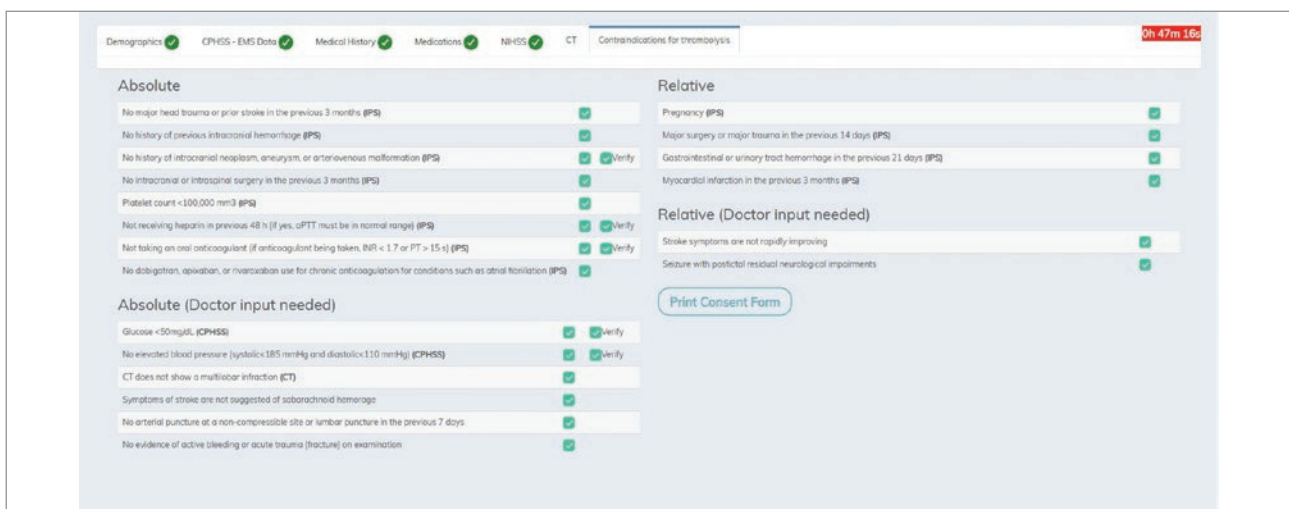 Demographics
CPHSS - EMS Data
Medical History
Medications
NIHSS
CT
Contraindications for thrombolysis
0h 47m 16s
Absolute
No major head trauma or prior stroke in the previous 3 months (IPS)
No history of previous intracranial hemorrhage (IPS)
No history of intracranial neoplasm, aneurysm, or arteriovenous malformation (IPS) Verify
No intracranial or intraspinal surgery in the previous 3 months (IPS)
Platelet count <100,000 mm3 (IPS)
Not receiving heparin in previous 48 h (if yes, aPTT must be in normal range) (IPS) Verify
Not taking an oral anticoagulant (if anticoagulant being taken, INR < 1.7 or PT > 15 s) (IPS) Verify
No dabigatran, apixaban, or rivaroxaban use for chronic anticoagulation for conditions such as atrial fibrilation (IPS)
Absolute (Doctor input needed)
Glucose <50mg/dL (CPHSS) Verify
No elevated blood pressure (systolic<185 mmHg and diastolic<110 mmHg) (CPHSS) Verify
CT does not show a multilobar infraction (CT)
Symptoms of stroke are not suggested of sabarachnoid hemorage
No arterial puncture at a non-compressible site or lumbar puncture in the previous 7 days
No evidence of active bleeding or acute trauma (fracture) on examination
Relative
Pregnancy (IPS)
Major surgery or major trauma in the previous 14 days (IPS)
Gastrointestinal or urinary tract hemorrhage in the previous 21 days (IPS)
Myocardial infarction in the previous 3 months (IPS)
Relative (Doctor input needed)
Stroke symptoms are not rapidly improving
Seizure with postictal residual neurological impairments
Print Consent Form